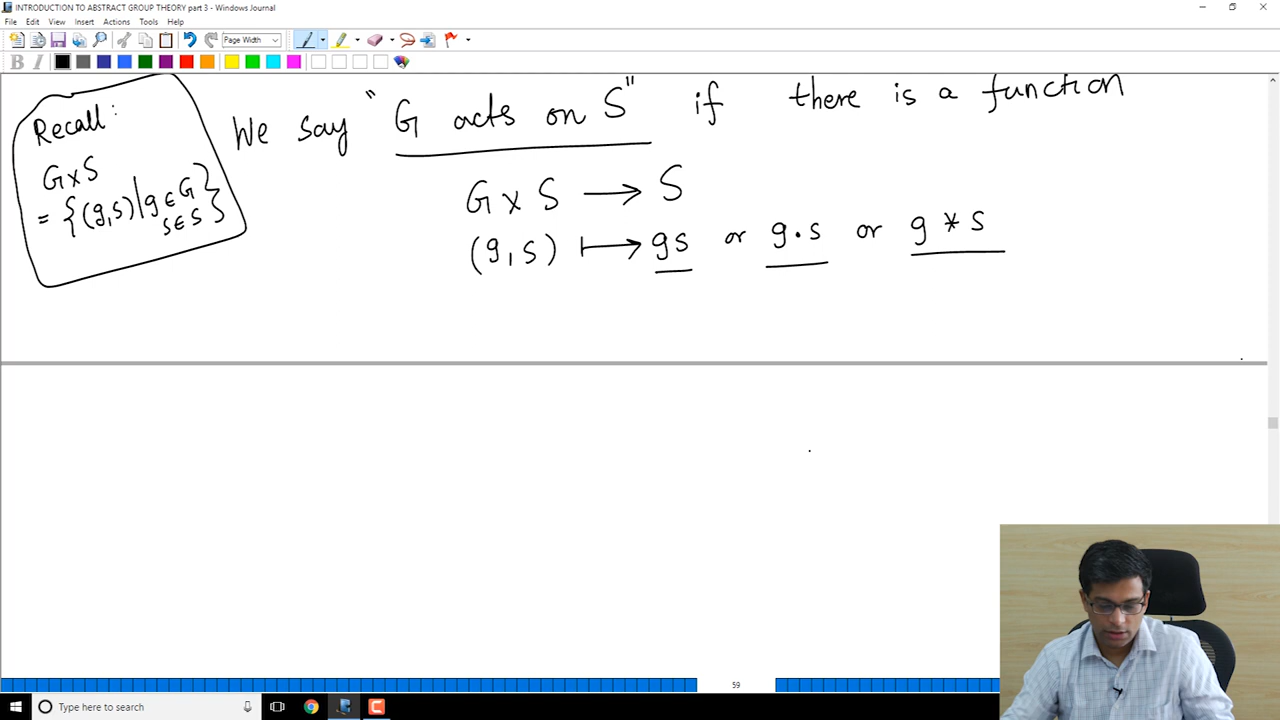 INTRODUCTION TO ABSTRACT GROUP THEORY part 3 - Windows Journal
File Edit View Insert Actions Tools Help
Page Width
B I
Recall:
G×S
= {(g,s) | g∈G
s∈S}
We say "G acts on S" if there is a function
G × S → S
(g, s) ↦ gs or g·s or g * s
59
Type here to search